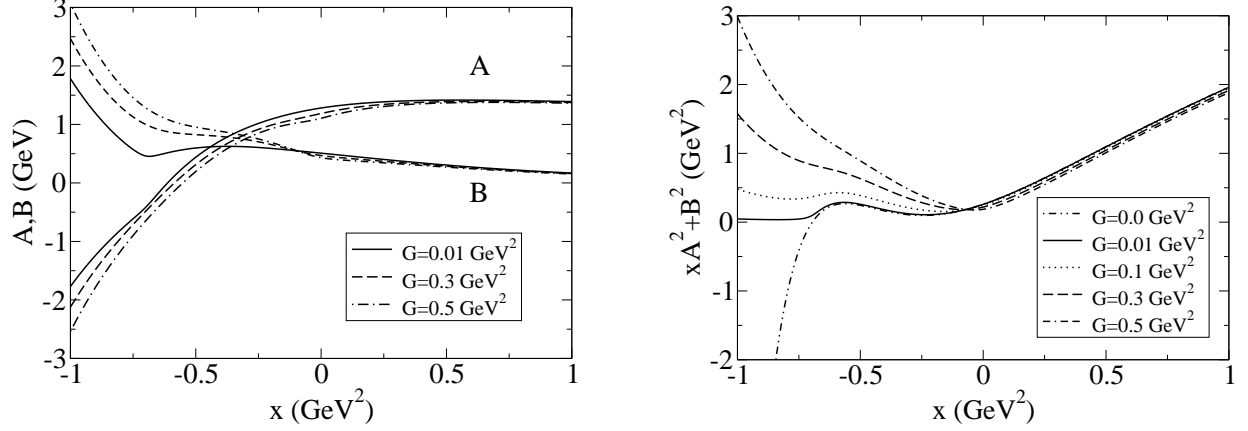 3
2
1
0
-1
-2
-3
A,B (GeV)
A
B
G=0.01 GeV²
G=0.3 GeV²
G=0.5 GeV²
-1 -0.5 0 0.5 1
x (GeV²)
3
2
1
0
-1
-2
xA²+B² (GeV²)
G=0.0 GeV²
G=0.01 GeV²
G=0.1 GeV²
G=0.3 GeV²
G=0.5 GeV²
-1 -0.5 0 0.5 1
x (GeV²)